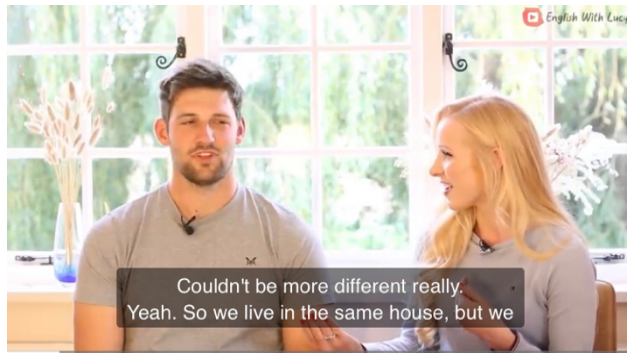 English With Lucy
Couldn't be more different really.
Yeah. So we live in the same house, but we